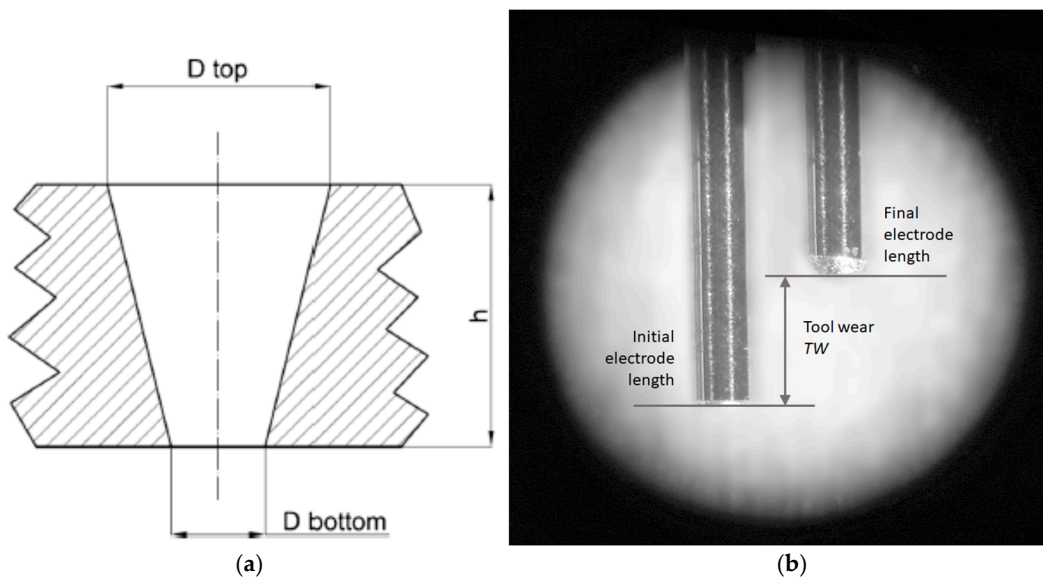 D top
h
D bottom
(a)
Final
electrode
length
Tool wear
TW
Initial
electrode
length
(b)